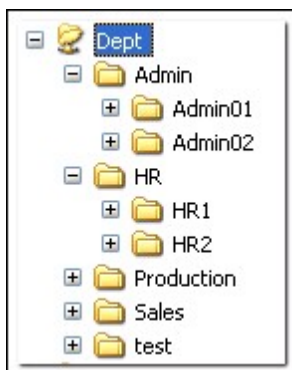 Dept
Admin
Admin01
Admin02
HR
HR1
HR2
Production
Sales
test